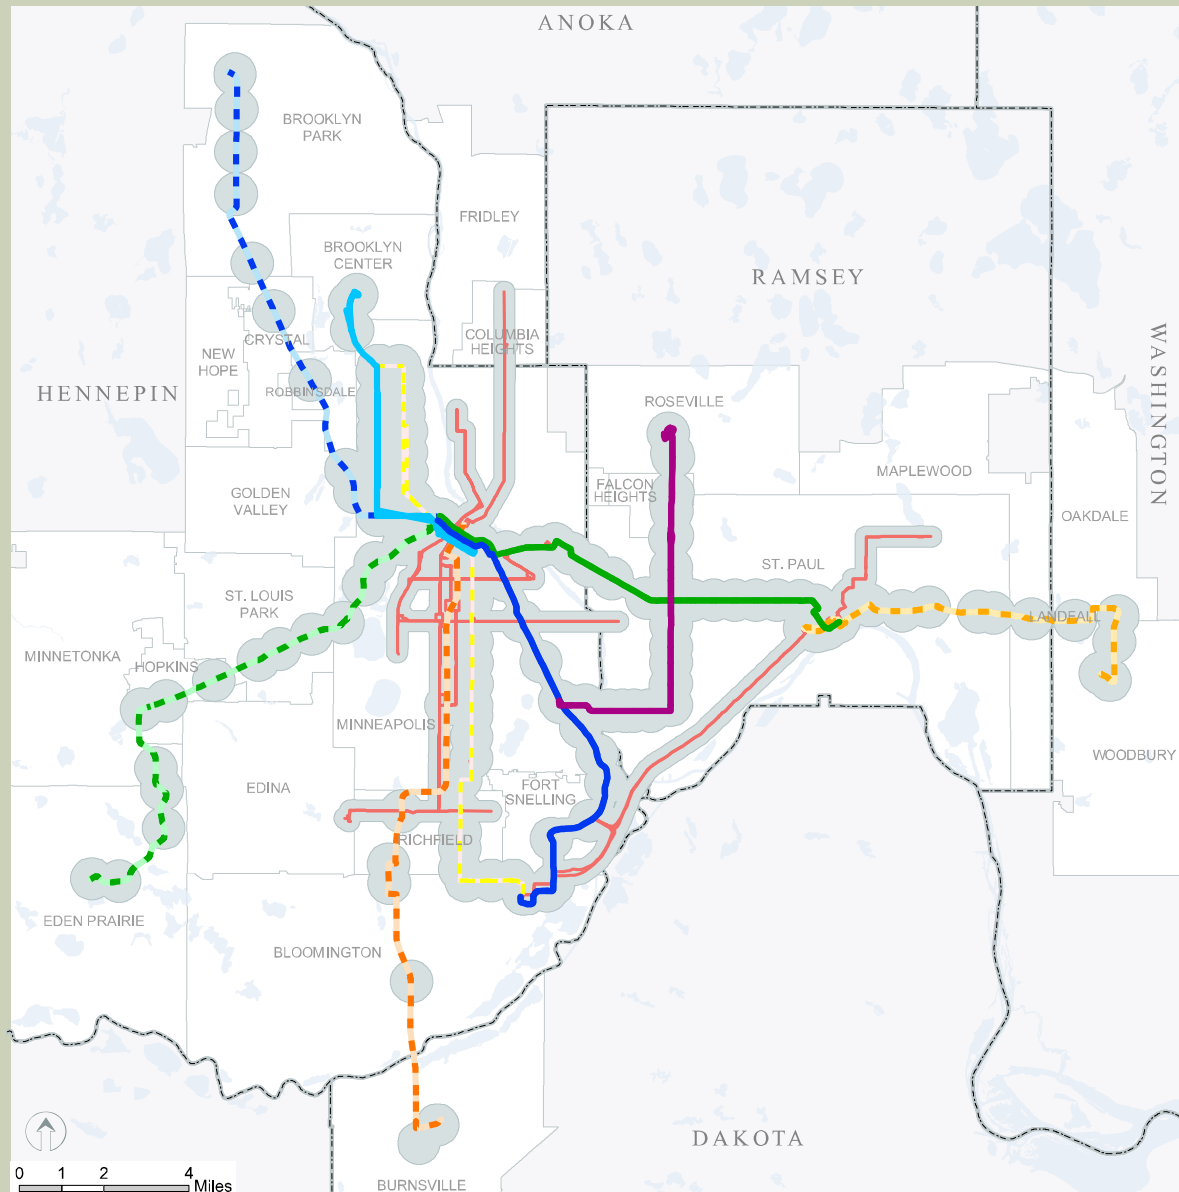 ANOKA
BROOKLYN
PARK
FRIDLEY
BROOKLYN
CENTER
RAMSEY
COLUMBIA
HEIGHTS
CRYSTAL
NEW
HOPE
WASHINGTON
HENNEPIN
ROBBINSDALE
ROSEVILLE
MAPLEWOOD
GOLDEN
VALLEY
FALCON
HEIGHTS
OAKDALE
ST. PAUL
ST. LOUIS
PARK
LANDFALL
MINNETONKA
HOPKINS
MINNEAPOLIS
WOODBURY
EDINA
FORT
SNELLING
RICHFIELD
EDEN PRAIRIE
BLOOMINGTON
DAKOTA
0 1 2 4
Miles
BURNSVILLE